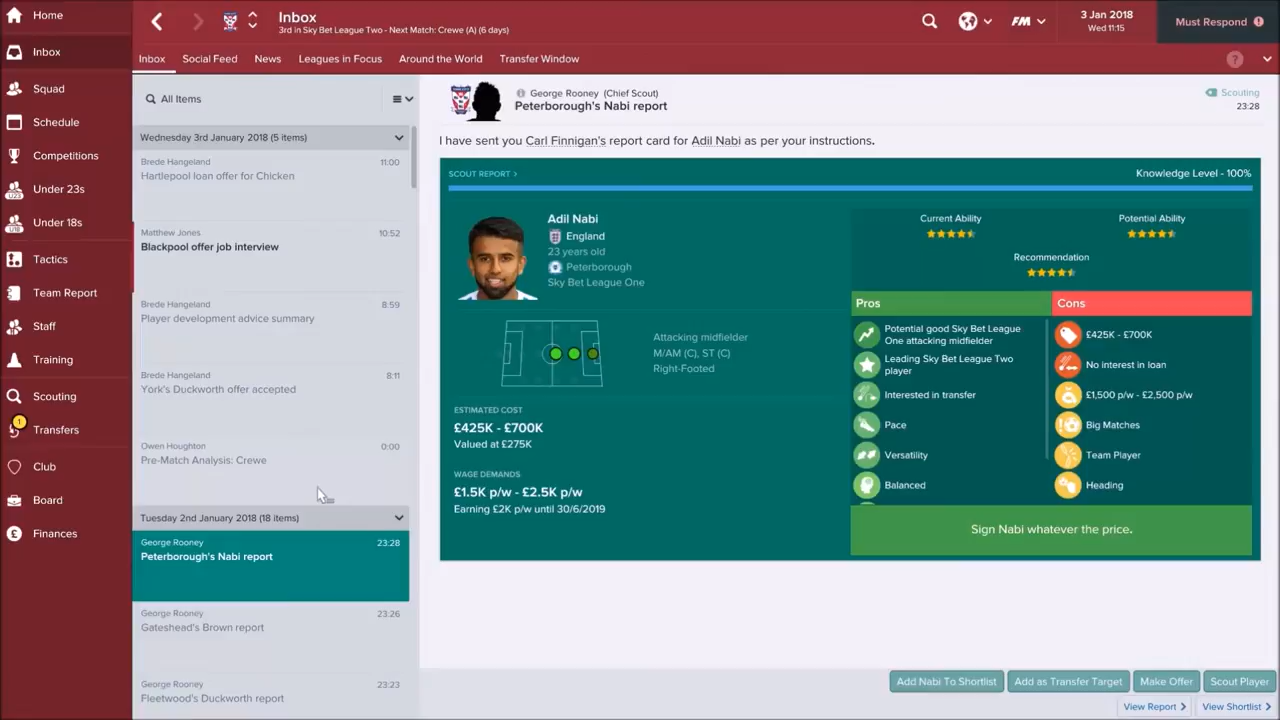 Home
Inbox
Squad
Schedule
Competitions
Under 23s
Under 18s
Tactics
Team Report
Staff
Training
Scouting
1
Transfers
Club
Board
Finances
Inbox
3rd in Sky Bet League Two - Next Match: Crewe (A) (6 days)
FM
3 Jan 2018
Wed 11:15
Must Respond
Inbox
Social Feed
News
Leagues in Focus
Around the World
Transfer Window
All Items
Wednesday 3rd January 2018 (5 items)
Brede Hangeland 11:00
Hartlepool loan offer for Chicken
Matthew Jones 10:52
Blackpool offer job interview
Brede Hangeland 8:59
Player development advice summary
Brede Hangeland 8:11
York's Duckworth offer accepted
Owen Houghton 0:00
Pre-Match Analysis: Crewe
Tuesday 2nd January 2018 (18 items)
George Rooney 23:28
Peterborough's Nabi report
George Rooney 23:26
Gateshead's Brown report
George Rooney 23:23
Fleetwood's Duckworth report
George Rooney (Chief Scout)
Peterborough's Nabi report
Scouting
23:28
I have sent you Carl Finnigan's report card for Adil Nabi as per your instructions.
SCOUT REPORT >
Knowledge Level - 100%
Adil Nabi
England
23 years old
Peterborough
Sky Bet League One
Attacking midfielder
M/AM (C), ST (C)
Right-Footed
ESTIMATED COST
£425K - £700K
Valued at £275K
WAGE DEMANDS
£1.5K p/w - £2.5K p/w
Earning £2K p/w until 30/6/2019
Current Ability
Potential Ability
Recommendation
Pros
Potential good Sky Bet League
One attacking midfielder
Leading Sky Bet League Two
player
Interested in transfer
Pace
Versatility
Balanced
Cons
£425K - £700K
No interest in loan
£1,500 p/w - £2,500 p/w
Big Matches
Team Player
Heading
Sign Nabi whatever the price.
Add Nabi To Shortlist
Add as Transfer Target
Make Offer
Scout Player
View Report >
View Shortlist >